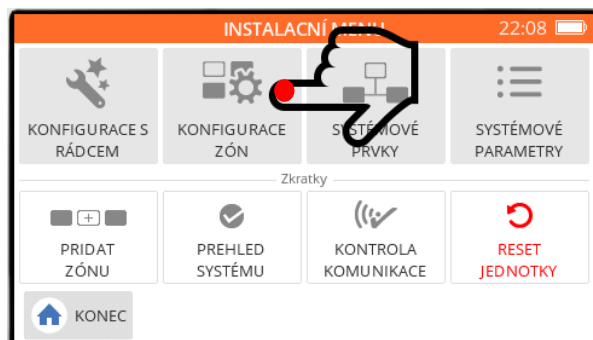 INSTALACNÍ MENU 22:08
KONFIGURACE S
RÁDCEM
KONFIGURACE
ZÓN
SYSTÉMOVÉ
PRVKY
SYSTÉMOVÉ
PARAMETRY
Zkratky
PRIDAT
ZÓNU
PREHLED
SYSTÉMU
KONTROLA
KOMUNIKACE
RESET
JEDNOTKY
KONEC